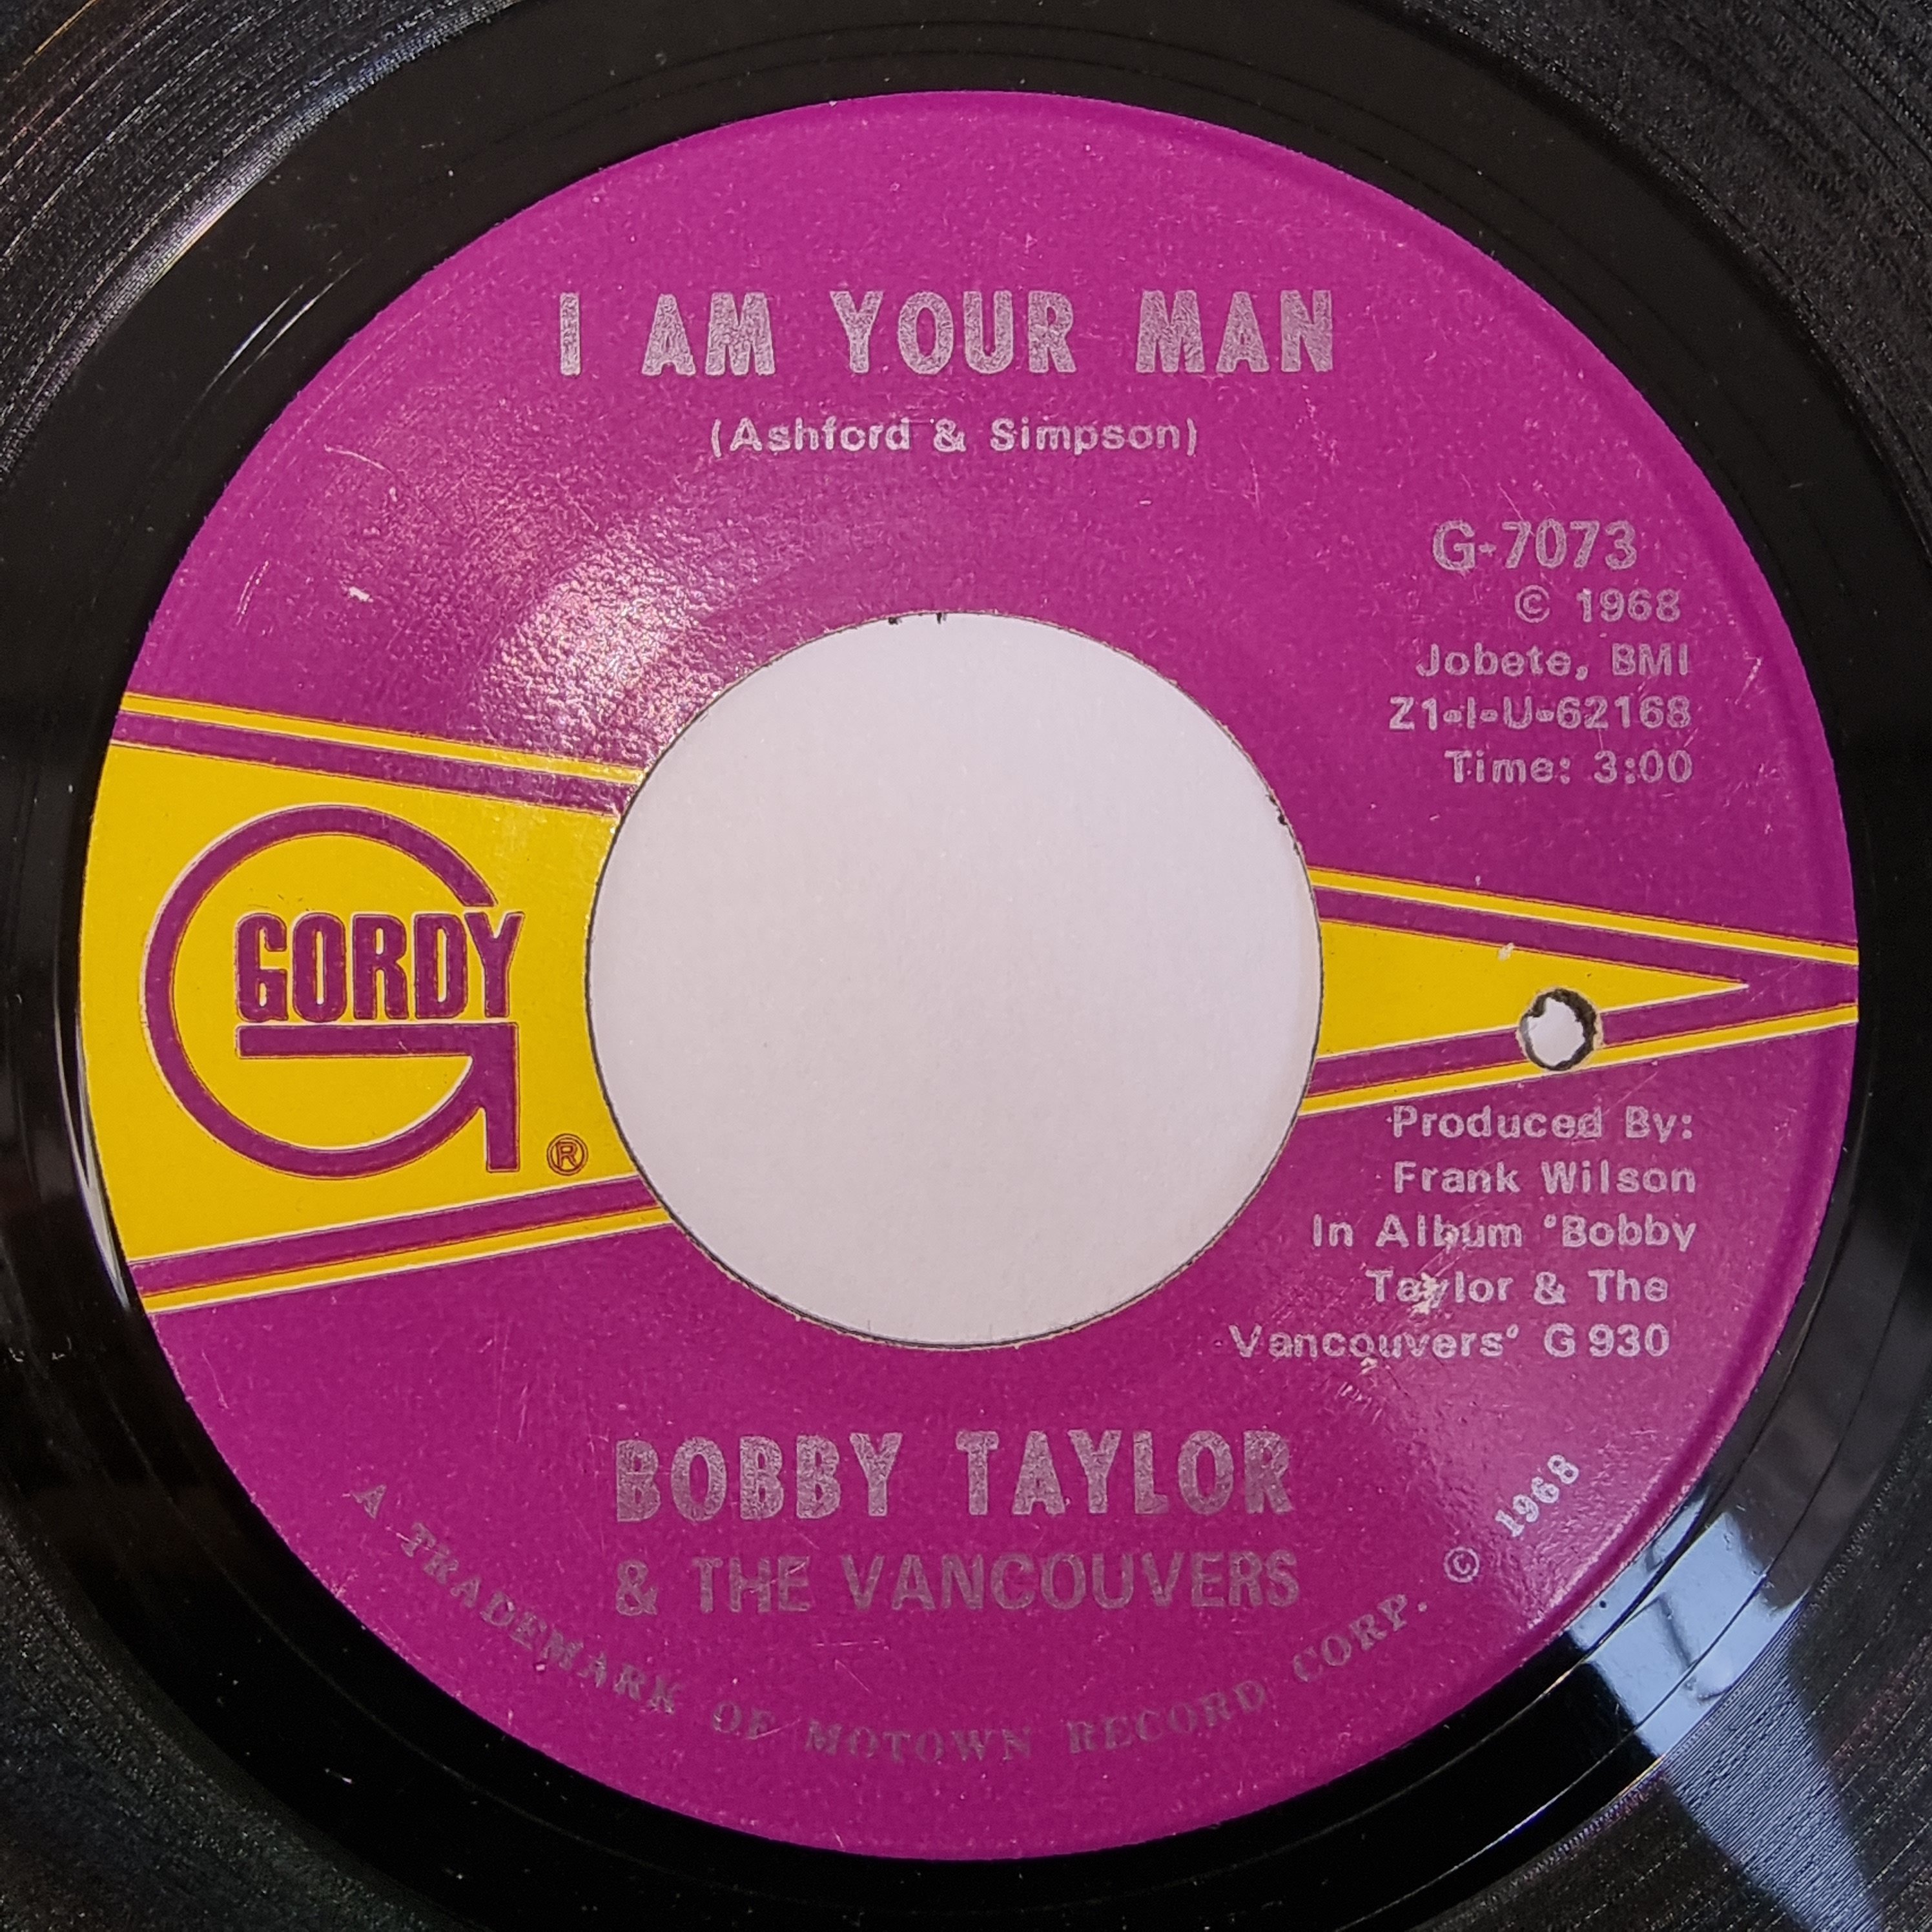 I AM YOUR MAN
(Ashford & Simpson)
G-7073
© 1968
Jobete, BMI
Z1-I-U-62168
Time: 3:00
GORDY
®
Produced By:
Frank Wilson
In Album "Bobby
Taylor & The
Vancouvers" G 930
BOBBY TAYLOR
& THE VANCOUVERS
A TRADEMARK OF MOTOWN RECORD CORP. © 1968